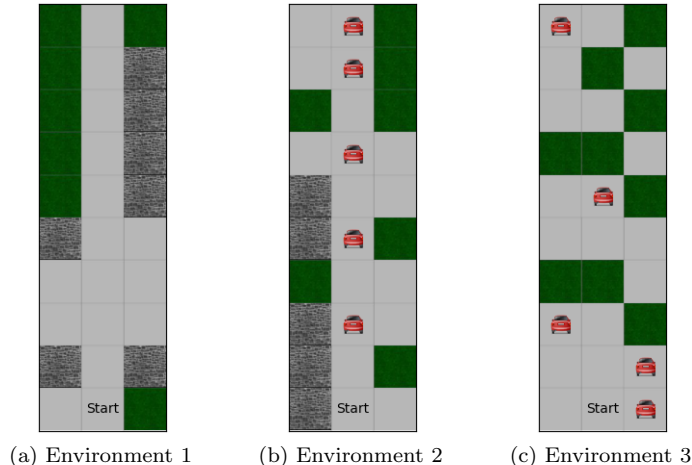 Start
Start
Start
(a) Environment 1
(b) Environment 2
(c) Environment 3